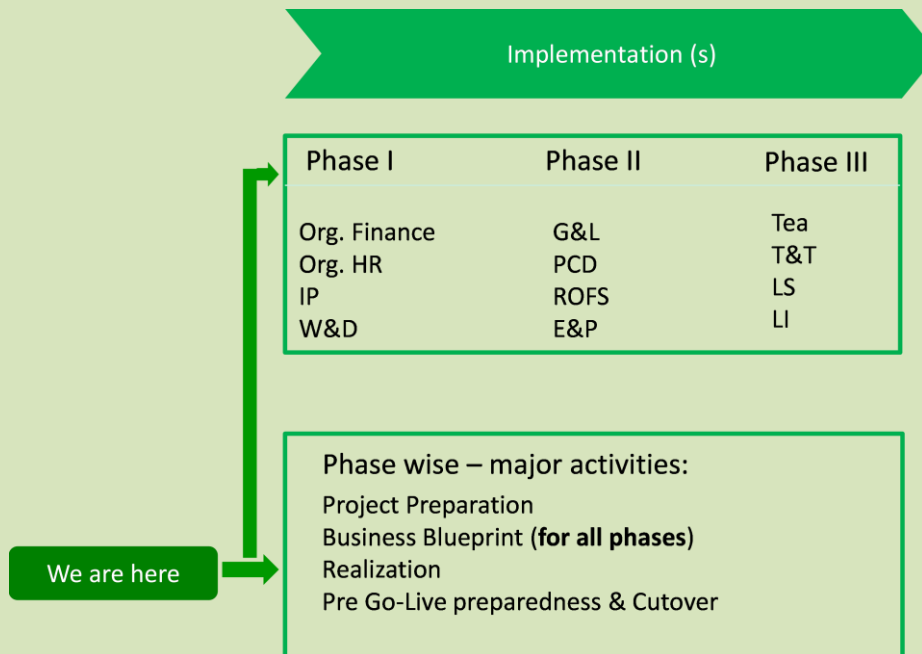 Implementation (s)
Phase I
Org. Finance
Org. HR
IP
W&D
Phase II
G&L
PCD
ROFS
E&P
Phase III
Tea
T&T
LS
LI
We are here
Phase wise – major activities:
Project Preparation
Business Blueprint (for all phases)
Realization
Pre Go-Live preparedness & Cutover